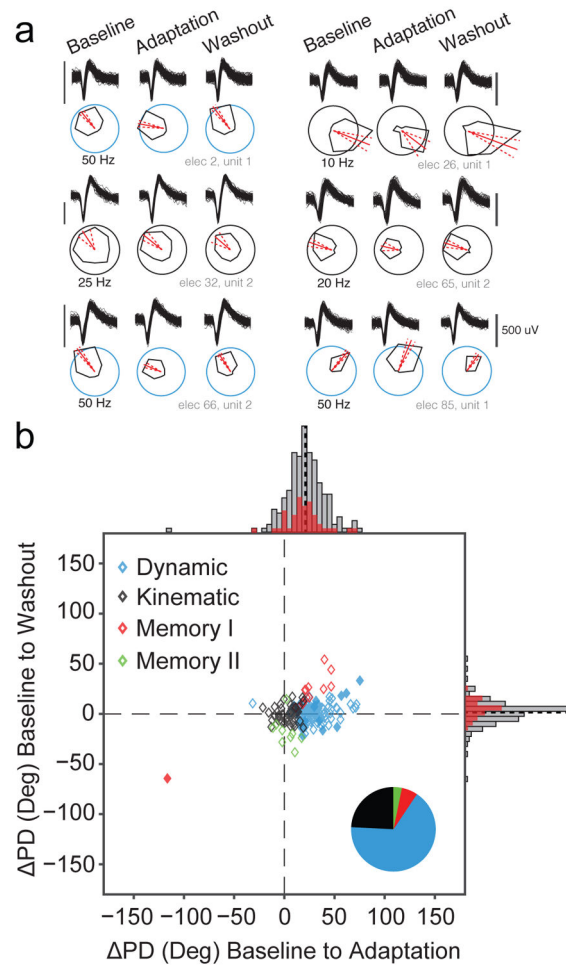 a
Baseline Adaptation Washout Baseline Adaptation Washout
50 Hz elec 2, unit 1 10 Hz elec 26, unit 1
25 Hz elec 32, unit 2 20 Hz elec 65, unit 2
500 uV
50 Hz elec 66, unit 2 50 Hz elec 85, unit 1
b
ΔPD (Deg) Baseline to Washout
150
100
50
0
−50
−100
−150
Dynamic
Kinematic
Memory I
Memory II
−150 −100 −50 0 50 100 150
ΔPD (Deg) Baseline to Adaptation